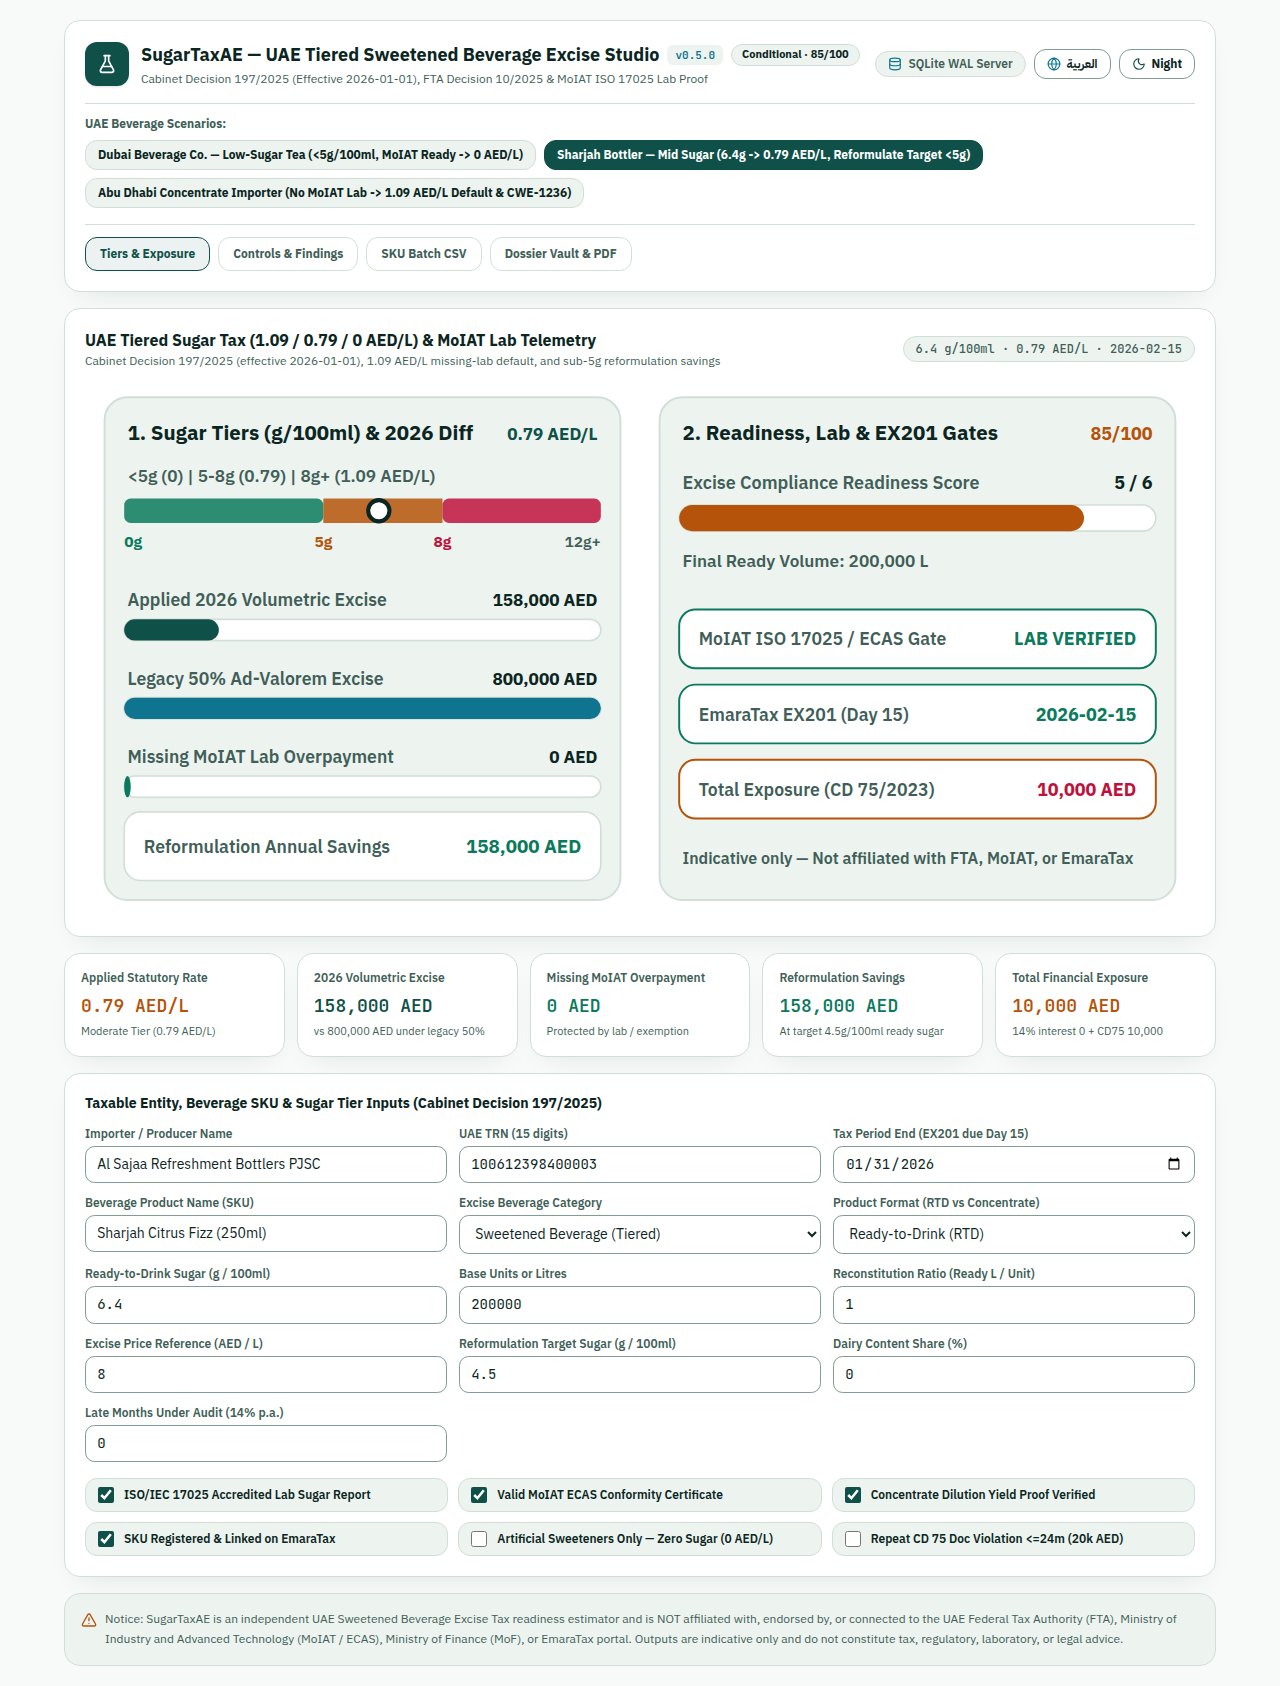 SugarTaxAE — UAE Tiered Sweetened Beverage Excise Studio
v0.5.0
Conditional · 85/100
Cabinet Decision 197/2025 (Effective 2026-01-01), FTA Decision 10/2025 & MoIAT ISO 17025 Lab Proof
SQLite WAL Server
العربية
Night
UAE Beverage Scenarios:
Dubai Beverage Co. — Low-Sugar Tea (<5g/100ml, MoIAT Ready -> 0 AED/L)
Sharjah Bottler — Mid Sugar (6.4g -> 0.79 AED/L, Reformulate Target <5g)
Abu Dhabi Concentrate Importer (No MoIAT Lab -> 1.09 AED/L Default & CWE-1236)
Tiers & Exposure
Controls & Findings
SKU Batch CSV
Dossier Vault & PDF
UAE Tiered Sugar Tax (1.09 / 0.79 / 0 AED/L) & MoIAT Lab Telemetry
Cabinet Decision 197/2025 (effective 2026-01-01), 1.09 AED/L missing-lab default, and sub-5g reformulation savings
6.4 g/100ml · 0.79 AED/L · 2026-02-15
1. Sugar Tiers (g/100ml) & 2026 Diff
0.79 AED/L
<5g (0) | 5-8g (0.79) | 8g+ (1.09 AED/L)
0g
5g
8g
12g+
Applied 2026 Volumetric Excise
158,000 AED
Legacy 50% Ad-Valorem Excise
800,000 AED
Missing MoIAT Lab Overpayment
0 AED
Reformulation Annual Savings
158,000 AED
2. Readiness, Lab & EX201 Gates
85/100
Excise Compliance Readiness Score
5 / 6
Final Ready Volume: 200,000 L
MoIAT ISO 17025 / ECAS Gate
LAB VERIFIED
EmaraTax EX201 (Day 15)
2026-02-15
Total Exposure (CD 75/2023)
10,000 AED
Indicative only — Not affiliated with FTA, MoIAT, or EmaraTax
Applied Statutory Rate
0.79 AED/L
Moderate Tier (0.79 AED/L)
2026 Volumetric Excise
158,000 AED
vs 800,000 AED under legacy 50%
Missing MoIAT Overpayment
0 AED
Protected by lab / exemption
Reformulation Savings
158,000 AED
At target 4.5g/100ml ready sugar
Total Financial Exposure
10,000 AED
14% interest 0 + CD75 10,000
Taxable Entity, Beverage SKU & Sugar Tier Inputs (Cabinet Decision 197/2025)
Importer / Producer Name
UAE TRN (15 digits)
Tax Period End (EX201 due Day 15)
Al Sajaa Refreshment Bottlers PJSC
100612398400003
01/31/2026
Beverage Product Name (SKU)
Excise Beverage Category
Product Format (RTD vs Concentrate)
Sharjah Citrus Fizz (250ml)
Sweetened Beverage (Tiered)
Ready-to-Drink (RTD)
Ready-to-Drink Sugar (g / 100ml)
Base Units or Litres
Reconstitution Ratio (Ready L / Unit)
6.4
200000
1
Excise Price Reference (AED / L)
Reformulation Target Sugar (g / 100ml)
Dairy Content Share (%)
8
4.5
0
Late Months Under Audit (14% p.a.)
0
ISO/IEC 17025 Accredited Lab Sugar Report
Valid MoIAT ECAS Conformity Certificate
Concentrate Dilution Yield Proof Verified
SKU Registered & Linked on EmaraTax
Artificial Sweeteners Only — Zero Sugar (0 AED/L)
Repeat CD 75 Doc Violation <=24m (20k AED)
Notice: SugarTaxAE is an independent UAE Sweetened Beverage Excise Tax readiness estimator and is NOT affiliated with, endorsed by, or connected to the UAE Federal Tax Authority (FTA), Ministry of
Industry and Advanced Technology (MoIAT / ECAS), Ministry of Finance (MoF), or EmaraTax portal. Outputs are indicative only and do not constitute tax, regulatory, laboratory, or legal advice.